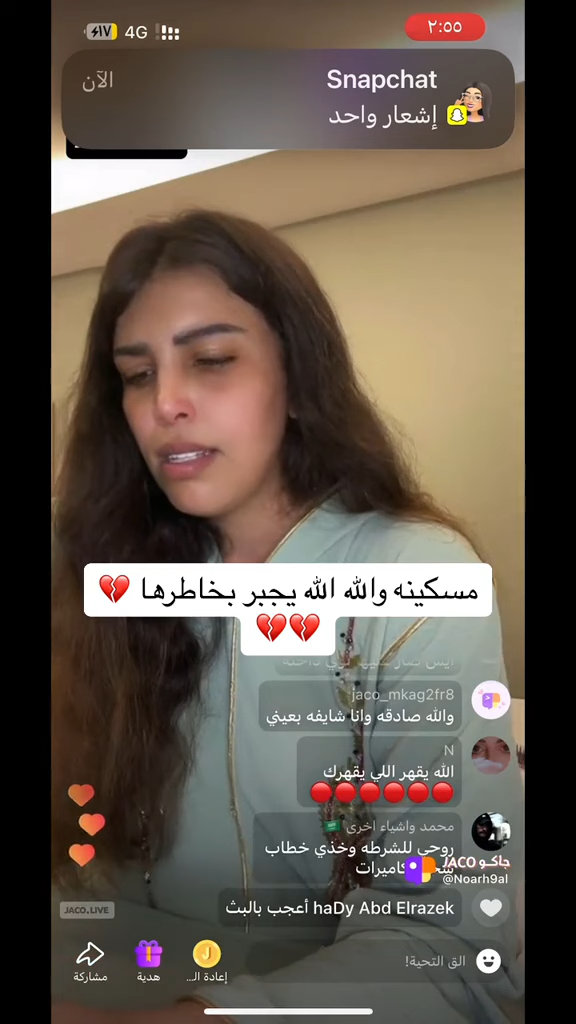 ٢:٥٥
4G
١٧
Snapchat
الآن
إشعار واحد
مسكينه والله الله يجبر بخاطرها 💔
💔💔
jaco_mkag2fr8
والله صادقه وانا شايفه بعيني
N
الله يقهر اللي يقهرك
🔴🔴🔴🔴🔴🔴
محمد واشياء اخرى 🇸🇦
روحي للشرطه وخذي خطاب
كاميرات
جاكو JACO
@Noarh9al
haDy Abd Elrazek أعجب بالبث
JACO.LIVE
الق التحية!
إعادة الـ...
هدية
مشاركة